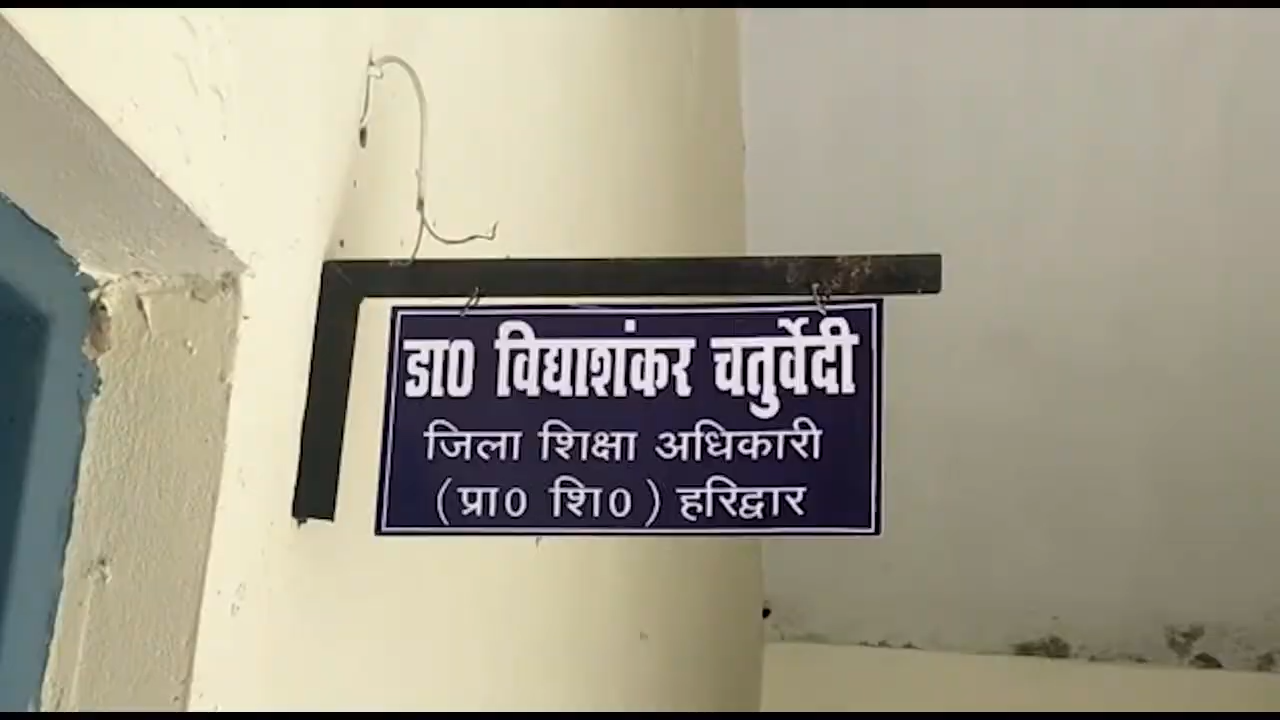 डा0 विद्याशंकर चतुर्वेदी
जिला शिक्षा अधिकारी
(प्रा0 शि0) हरिद्वार